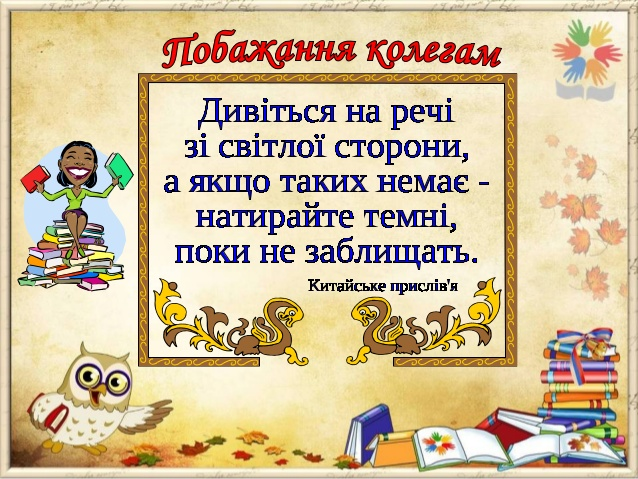 Побажання колегам
Дивіться на речі
зі світлої сторони,
а якщо таких немає -
натирайте темні,
поки не заблищать.
Китайське прислів'я